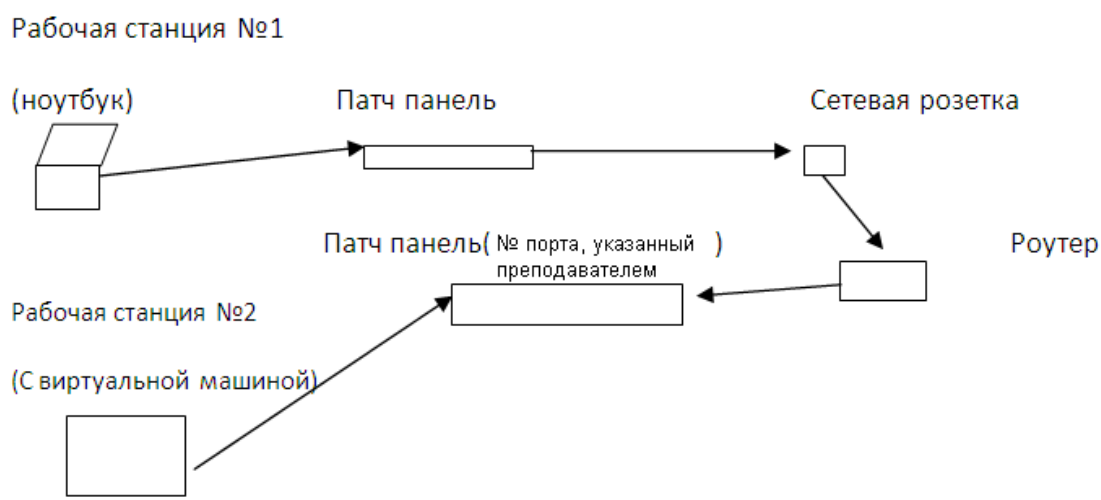 Рабочая станция №1
(ноутбук)
Патч панель
Сетевая розетка
Патч панель( № порта, указанный преподавателем )
Роутер
Рабочая станция №2
(С виртуальной машиной)